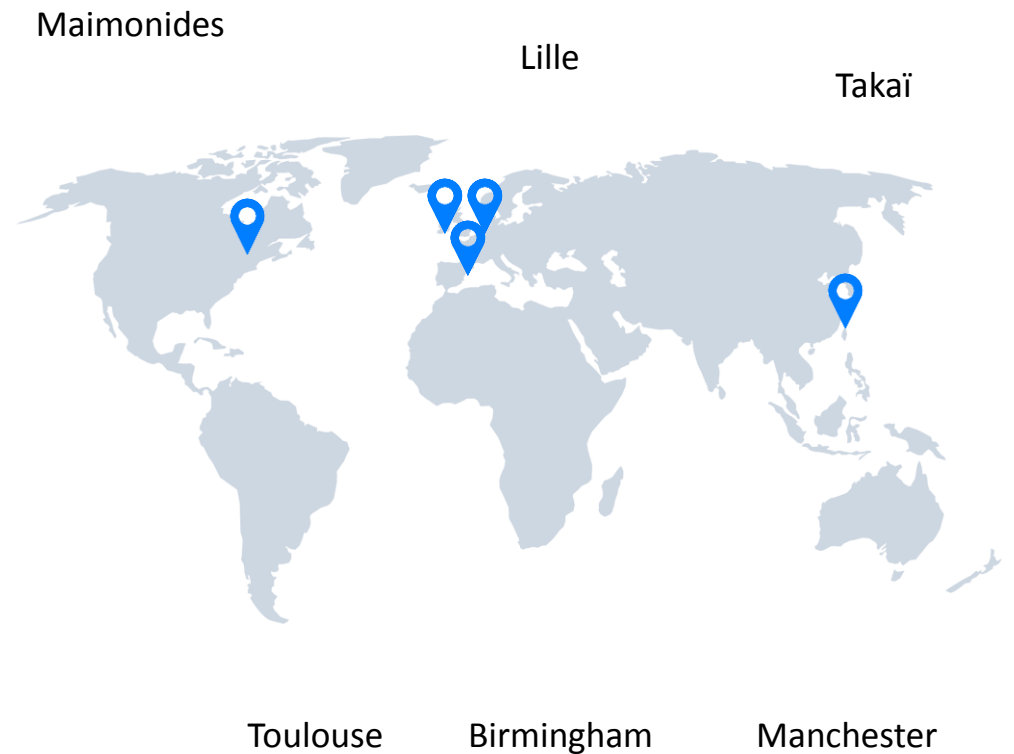 Maimonides
Lille
Takaï
Toulouse
Birmingham
Manchester